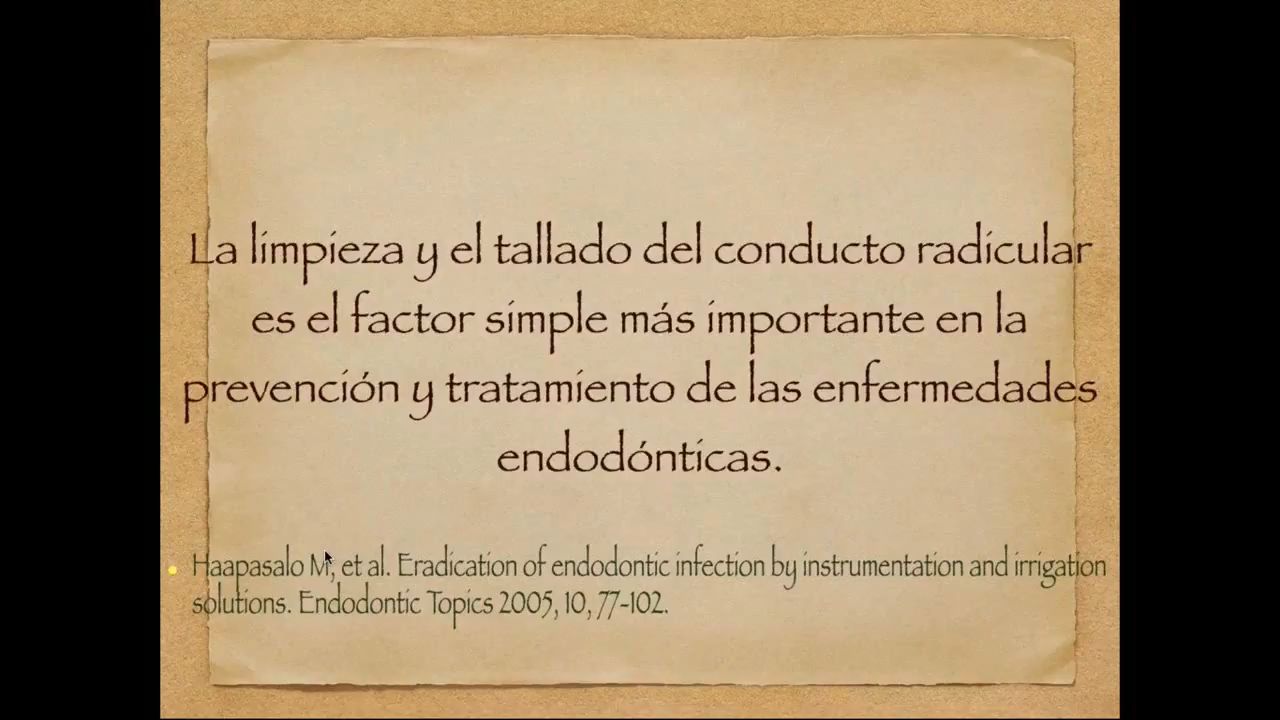 La limpieza y el tallado del conducto radicular
es el factor simple más importante en la
prevención y tratamiento de las enfermedades
endodónticas.
Haapasalo M, et al. Eradication of endodontic infection by instrumentation and irrigation
solutions. Endodontic Topics 2005, 10, 77-102.